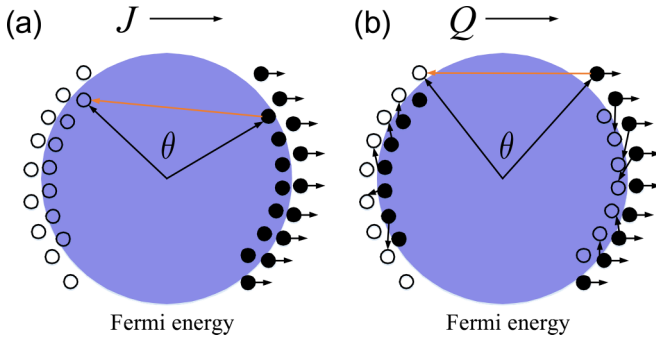 (a) J (b) Q
θ θ
Fermi energy Fermi energy